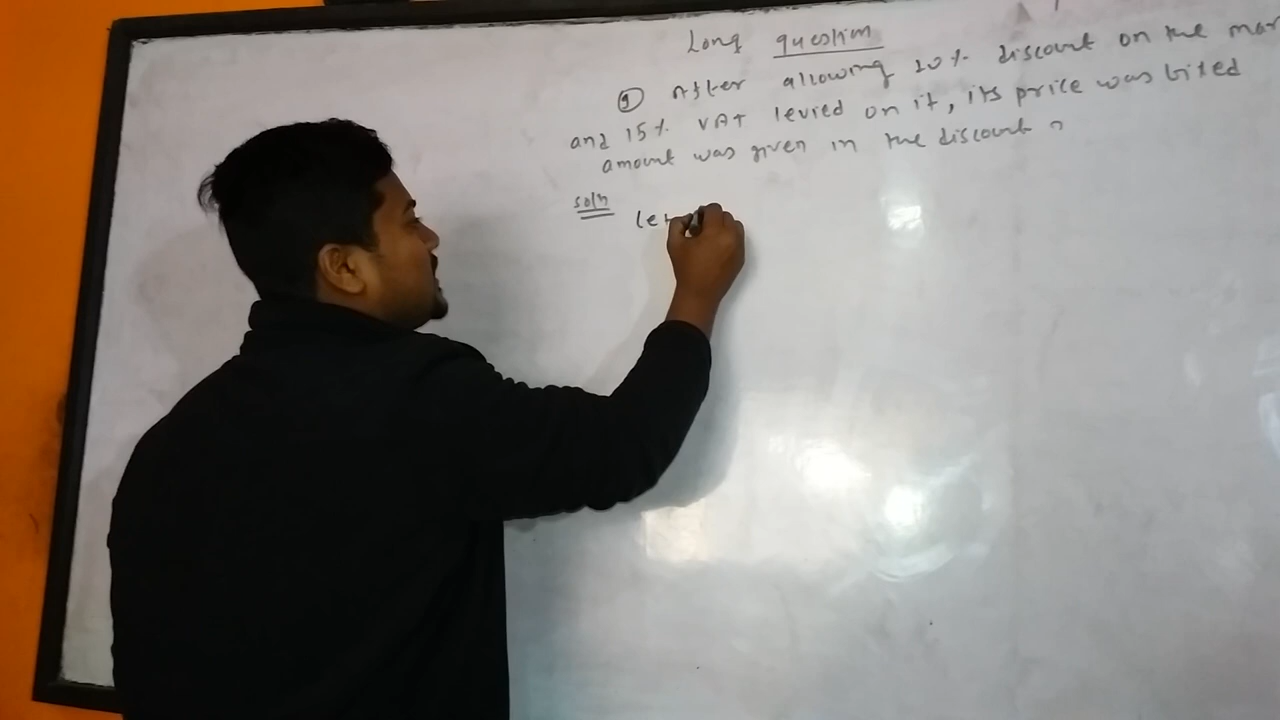 Long question
① After allowing 20% discount on the mar
and 15% VAT levied on it, its price was bited
amount was given in the discount ?
soln let